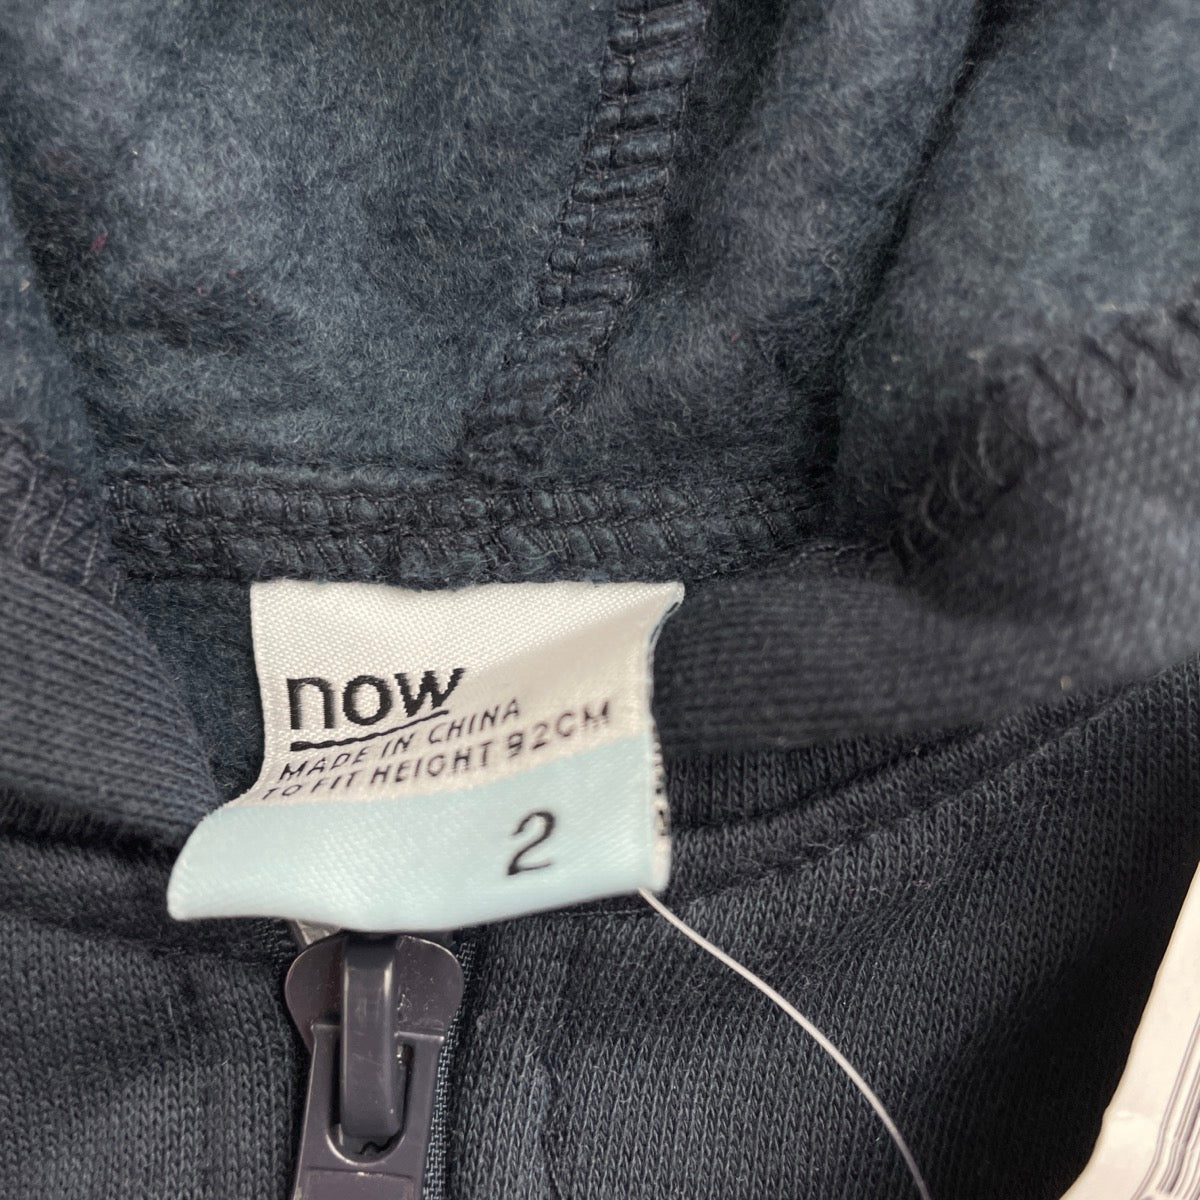 now
MADE IN CHINA
TO FIT HEIGHT 92CM
2